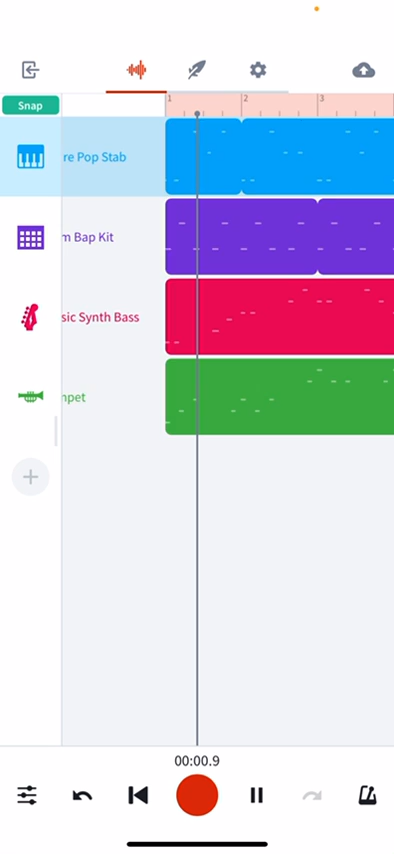 Snap
1 2 3
re Pop Stab
m Bap Kit
sic Synth Bass
npet
00:00.9